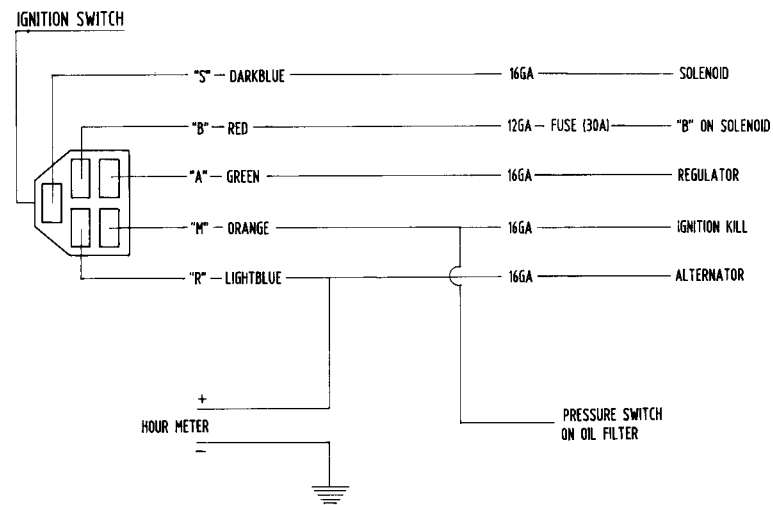 IGNITION SWITCH
"S" DARKBLUE 16GA SOLENOID
"B" RED 12GA FUSE (30A) "B" ON SOLENOID
"A" GREEN 16GA REGULATOR
"M" ORANGE 16GA IGNITION KILL
"R" LIGHTBLUE 16GA ALTERNATOR
+
HOUR METER
−
PRESSURE SWITCH
ON OIL FILTER